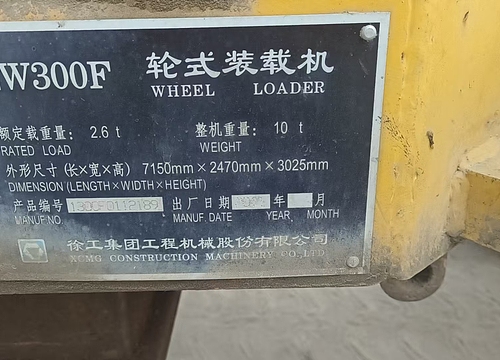 W300F 轮式装载机
WHEEL LOADER
额定载重量: 2.6 t 整机重量: 10 t
RATED LOAD WEIGHT
外形尺寸 (长×宽×高) 7150mm×2470mm×3025mm
DIMENSION (LENGTH×WIDTH×HEIGHT)
产品编号 出厂日期 年 月
MANUF.NO. MANUF. DATE YEAR MONTH
徐工集团工程机械股份有限公司
XCMG CONSTRUCTION MACHINERY CO.,LTD.